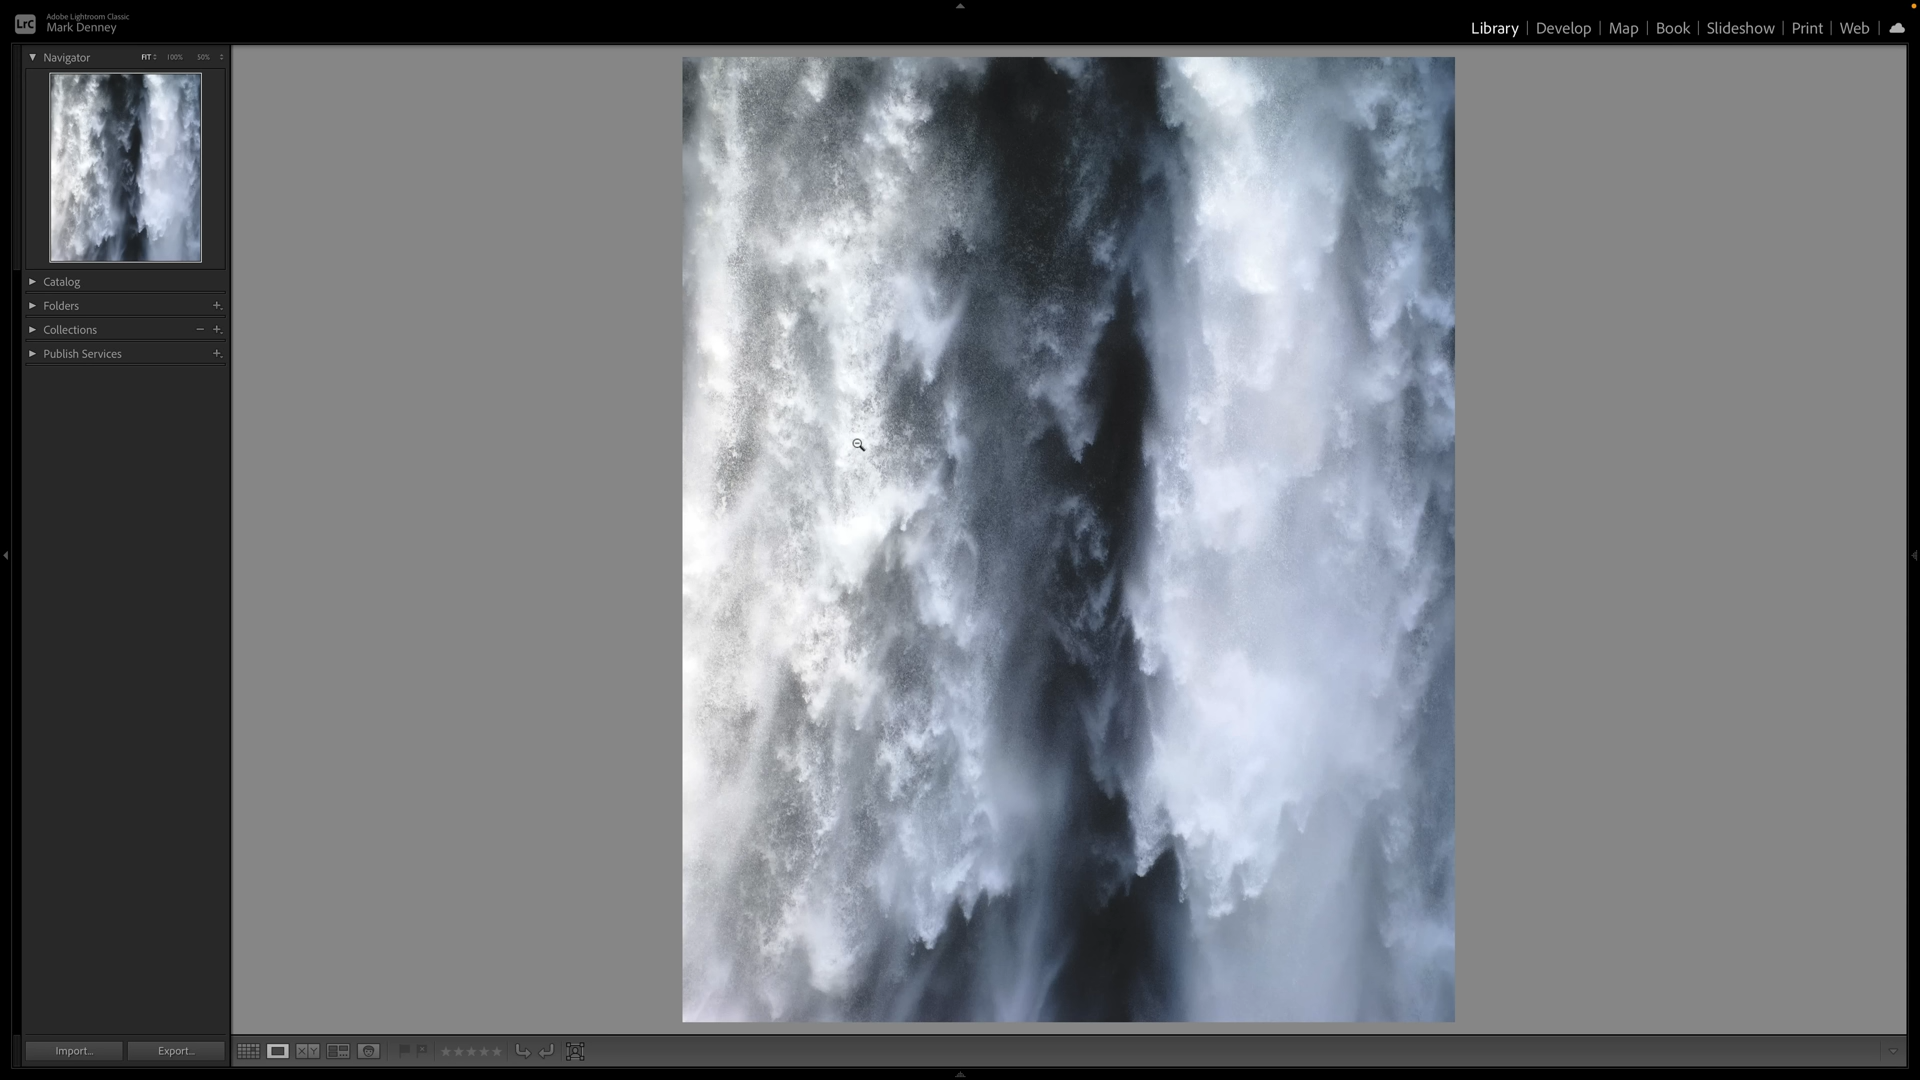 LrC
Adobe Lightroom Classic
Mark Denney
Library | Develop | Map | Book | Slideshow | Print | Web
Navigator FIT 100% 50%
Catalog
Folders
Collections
Publish Services
Import...
Export...
X Y